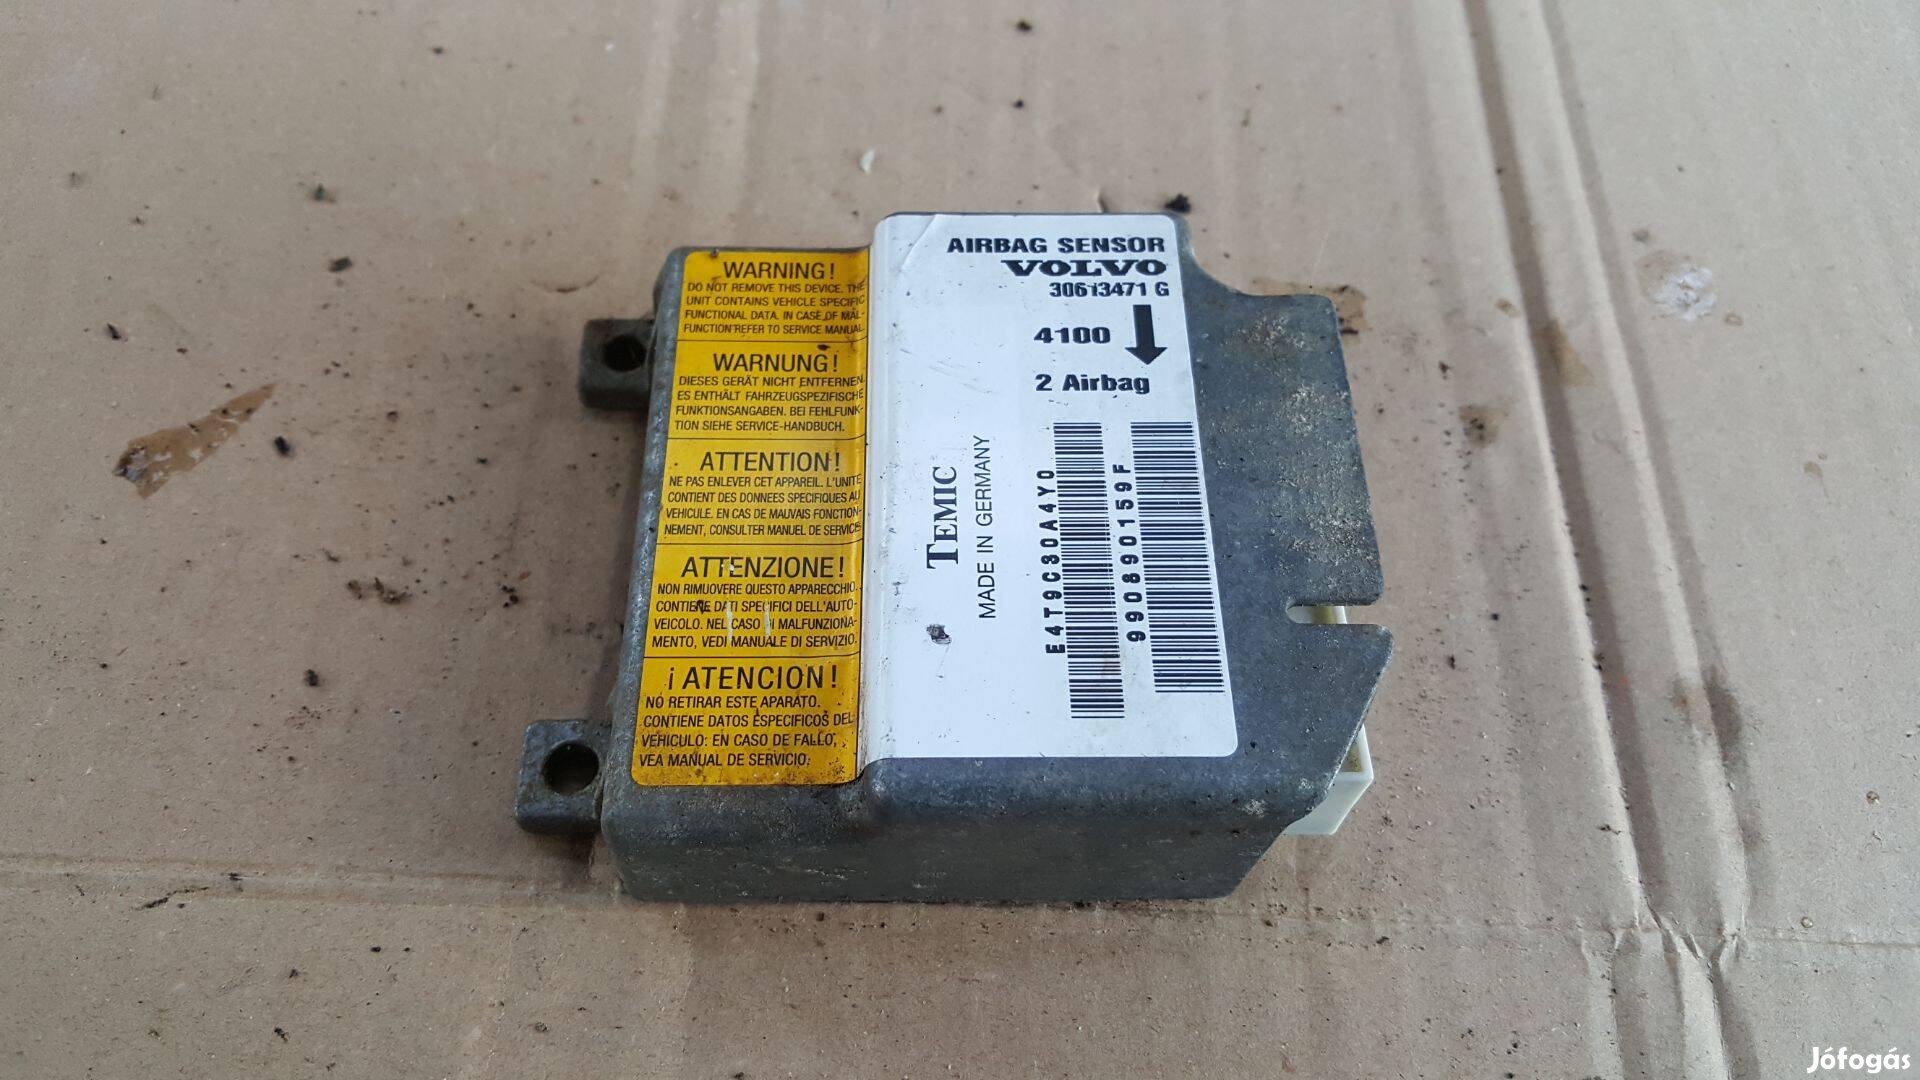 WARNING!
DO NOT REMOVE THIS DEVICE. THE
UNIT CONTAINS VEHICLE SPECIFIC
FUNCTIONAL DATA. IN CASE OF MAL-
FUNCTION REFER TO SERVICE MANUAL.
WARNUNG!
DIESES GERÄT NICHT ENTFERNEN.
ES ENTHÄLT FAHRZEUGSPEZIFISCHE
FUNKTIONSANGABEN. BEI FEHLFUNK-
TION SIEHE SERVICE-HANDBUCH.
ATTENTION!
NE PAS ENLEVER CET APPAREIL. L'UNITE
CONTIENT DES DONNEES SPECIFIQUES AU
VEHICULE. EN CAS DE MAUVAIS FONCTION-
NEMENT, CONSULTER MANUEL DE SERVICE.
ATTENZIONE!
NON RIMUOVERE QUESTO APPARECCHIO.
CONTIENE DATI SPECIFICI DELL'AUTO-
VEICOLO. NEL CASO DI MALFUNZIONA-
MENTO, VEDI MANUALE DI SERVIZIO.
¡ATENCION!
NO RETIRAR ESTE APARATO.
CONTIENE DATOS ESPECIFICOS DEL
VEHICULO: EN CASO DE FALLO,
VEA MANUAL DE SERVICIO.
AIRBAG SENSOR
VOLVO
30613471 G
4100
2 Airbag
TEMIC
MADE IN GERMANY
E4T9C30A4Y0
990890159F
Jófogás